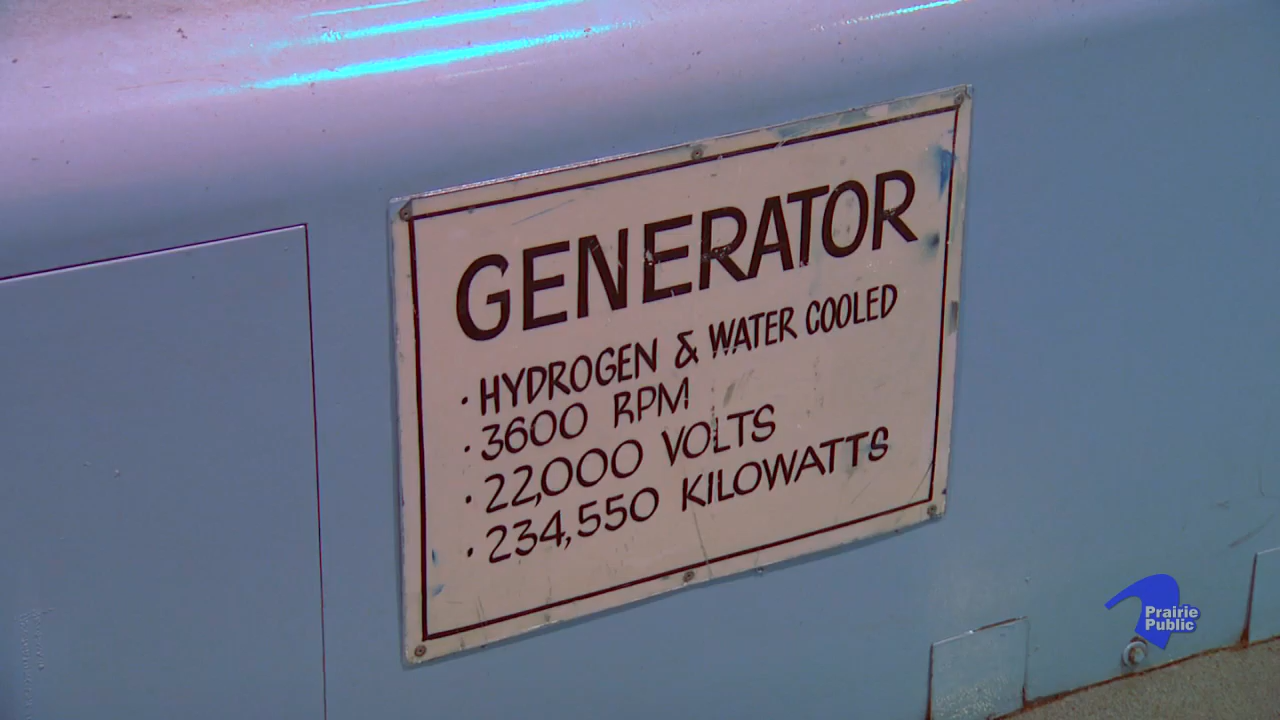 GENERATOR
· HYDROGEN & WATER COOLED
· 3600 RPM
· 22,000 VOLTS
· 234,550 KILOWATTS
Prairie
Public